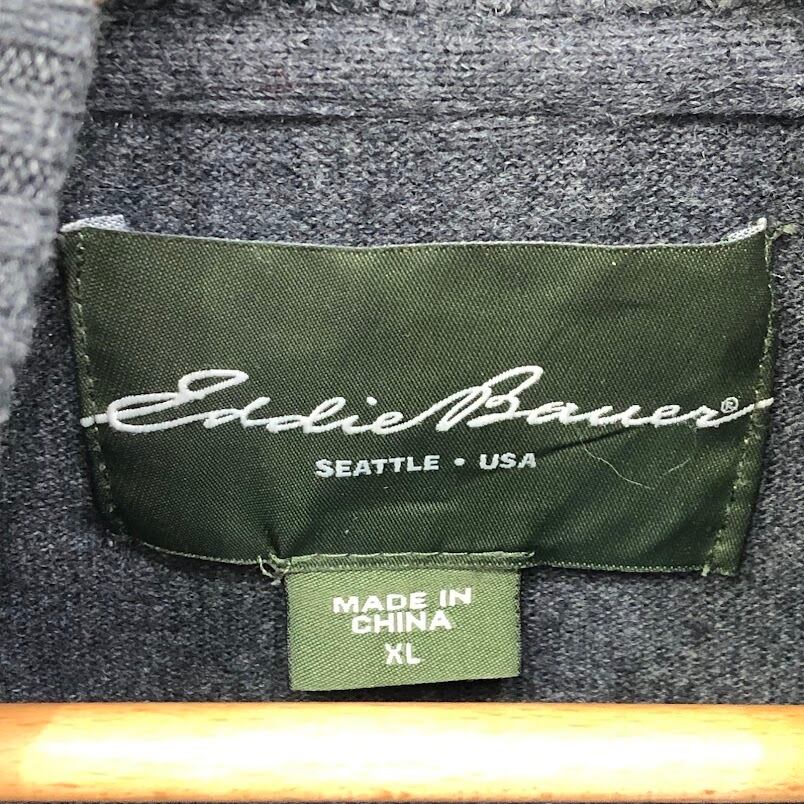 Eddie Bauer®
SEATTLE • USA
MADE IN
CHINA
XL